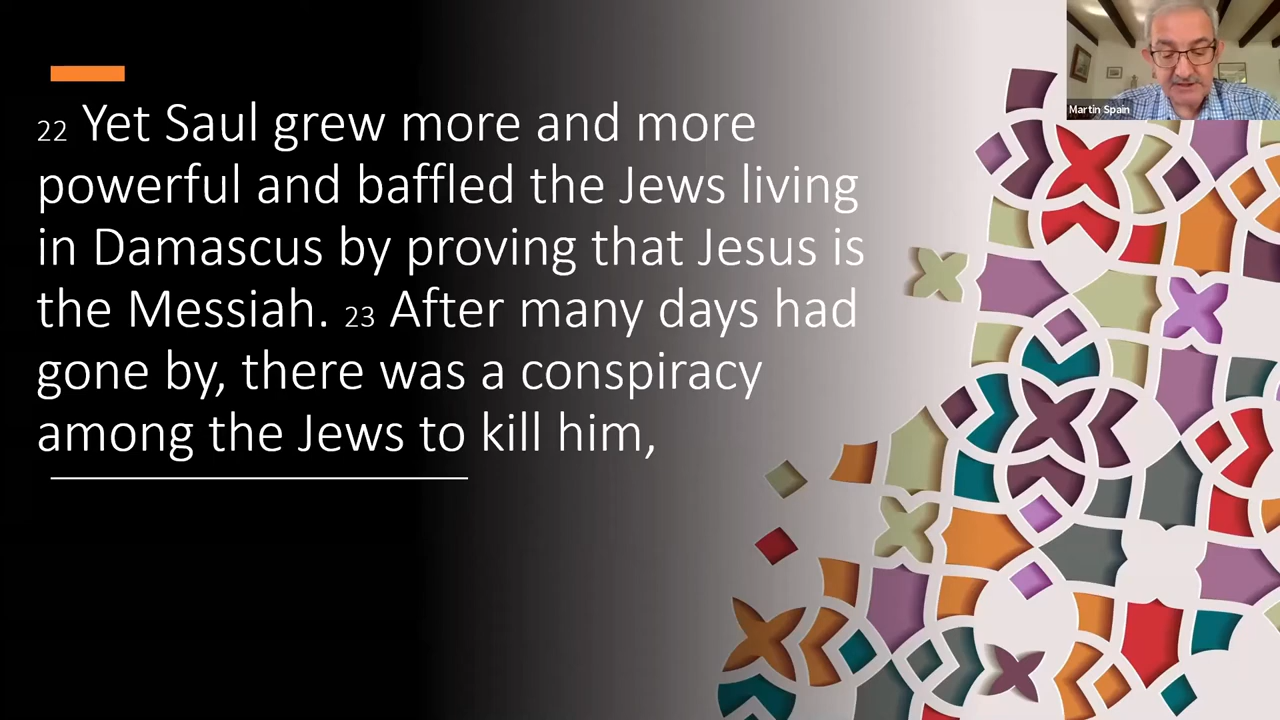 22 Yet Saul grew more and more
powerful and baffled the Jews living
in Damascus by proving that Jesus is
the Messiah. 23 After many days had
gone by, there was a conspiracy
among the Jews to kill him,
Martin Spain